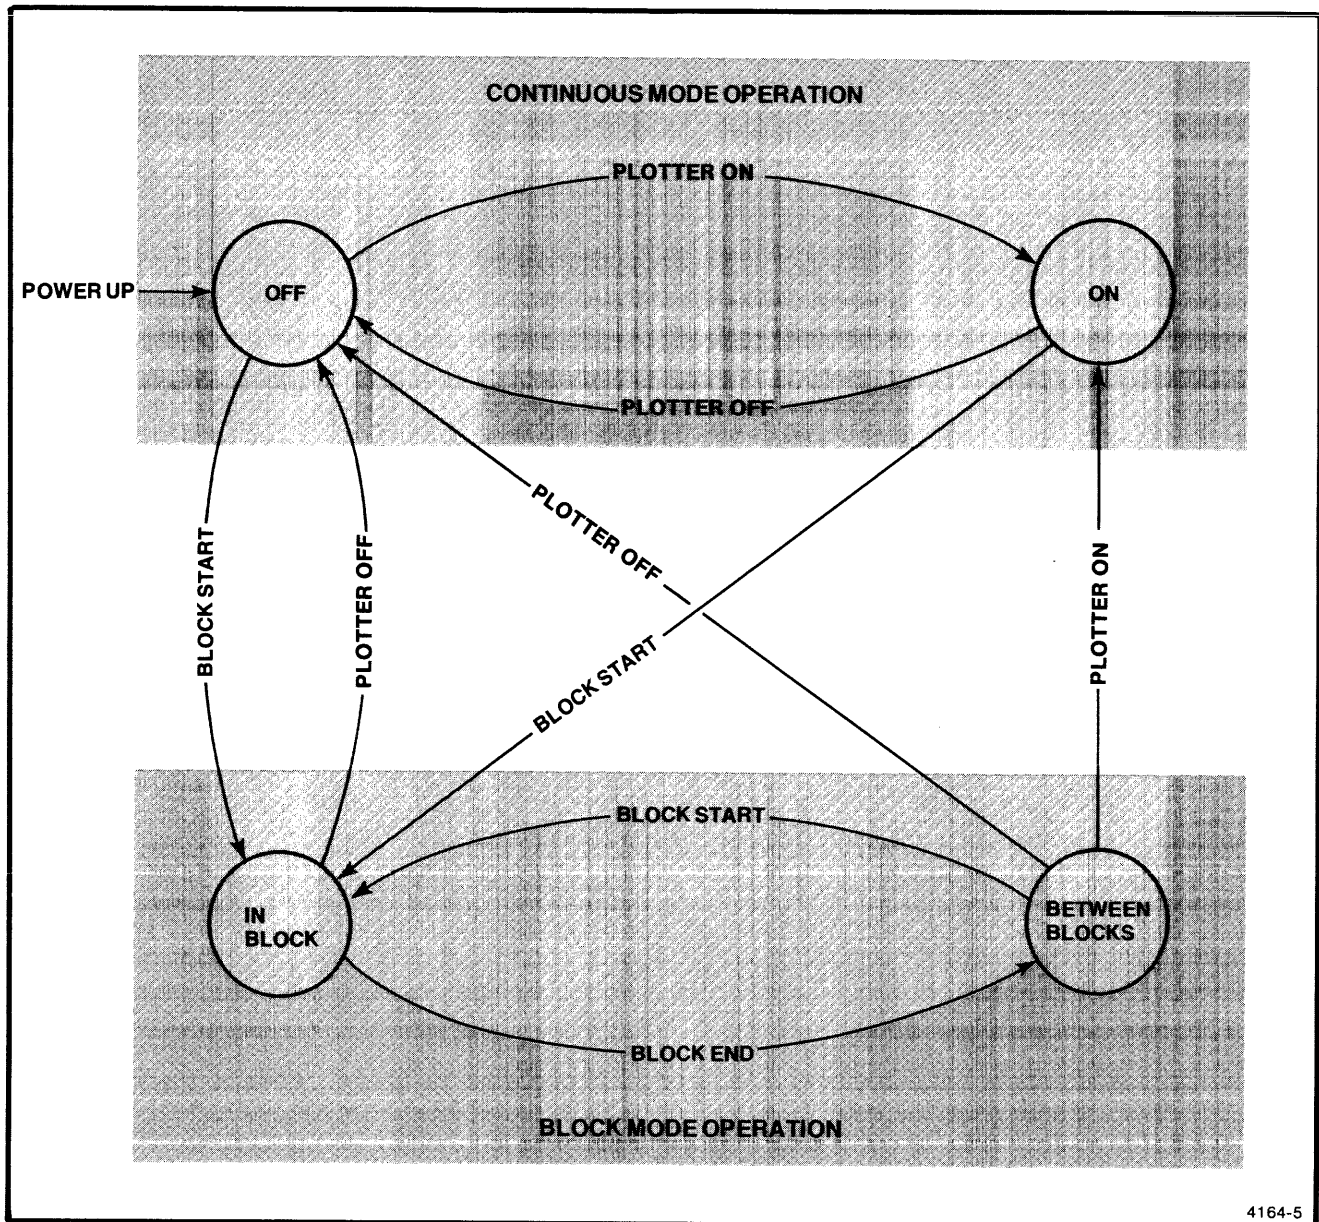 CONTINUOUS MODE OPERATION
PLOTTER ON
POWER UP
OFF
ON
PLOTTER OFF
BLOCK START
PLOTTER OFF
PLOTTER OFF
BLOCK START
PLOTTER ON
BLOCK START
IN
BLOCK
BETWEEN
BLOCKS
BLOCK END
BLOCK MODE OPERATION
4164-5